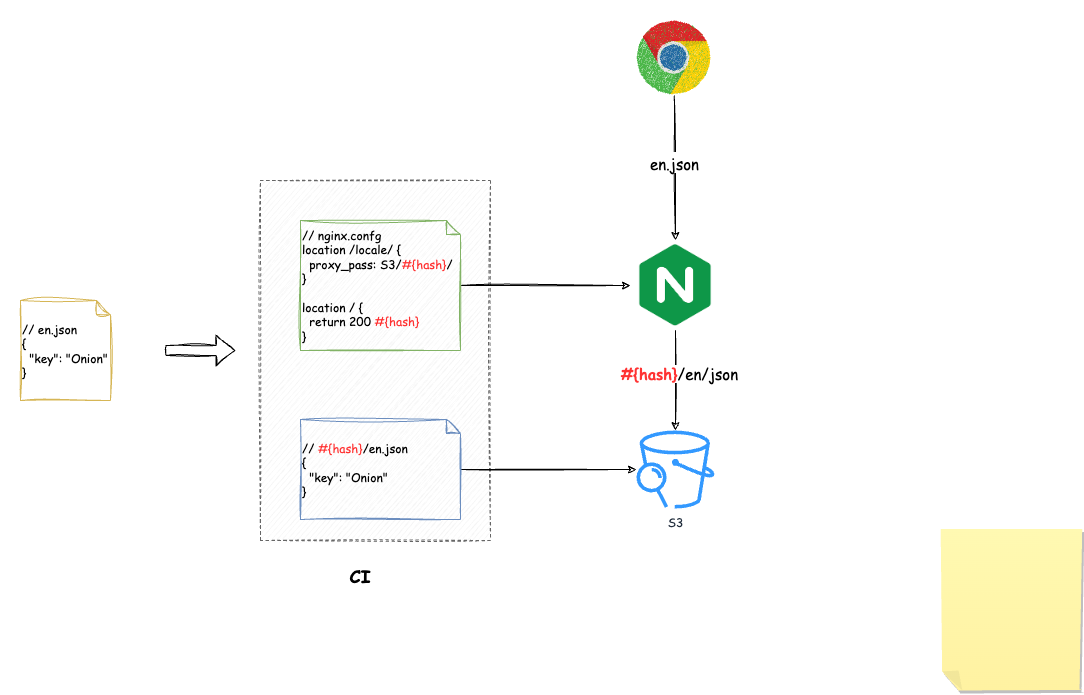 en.json
// nginx.confg
location /locale/ {
  proxy_pass: S3/#{hash}/
}
location / {
  return 200 #{hash}
}
// en.json
{
  "key": "Onion"
}
#{hash}/en/json
// #{hash}/en.json
{
  "key": "Onion"
}
S3
CI